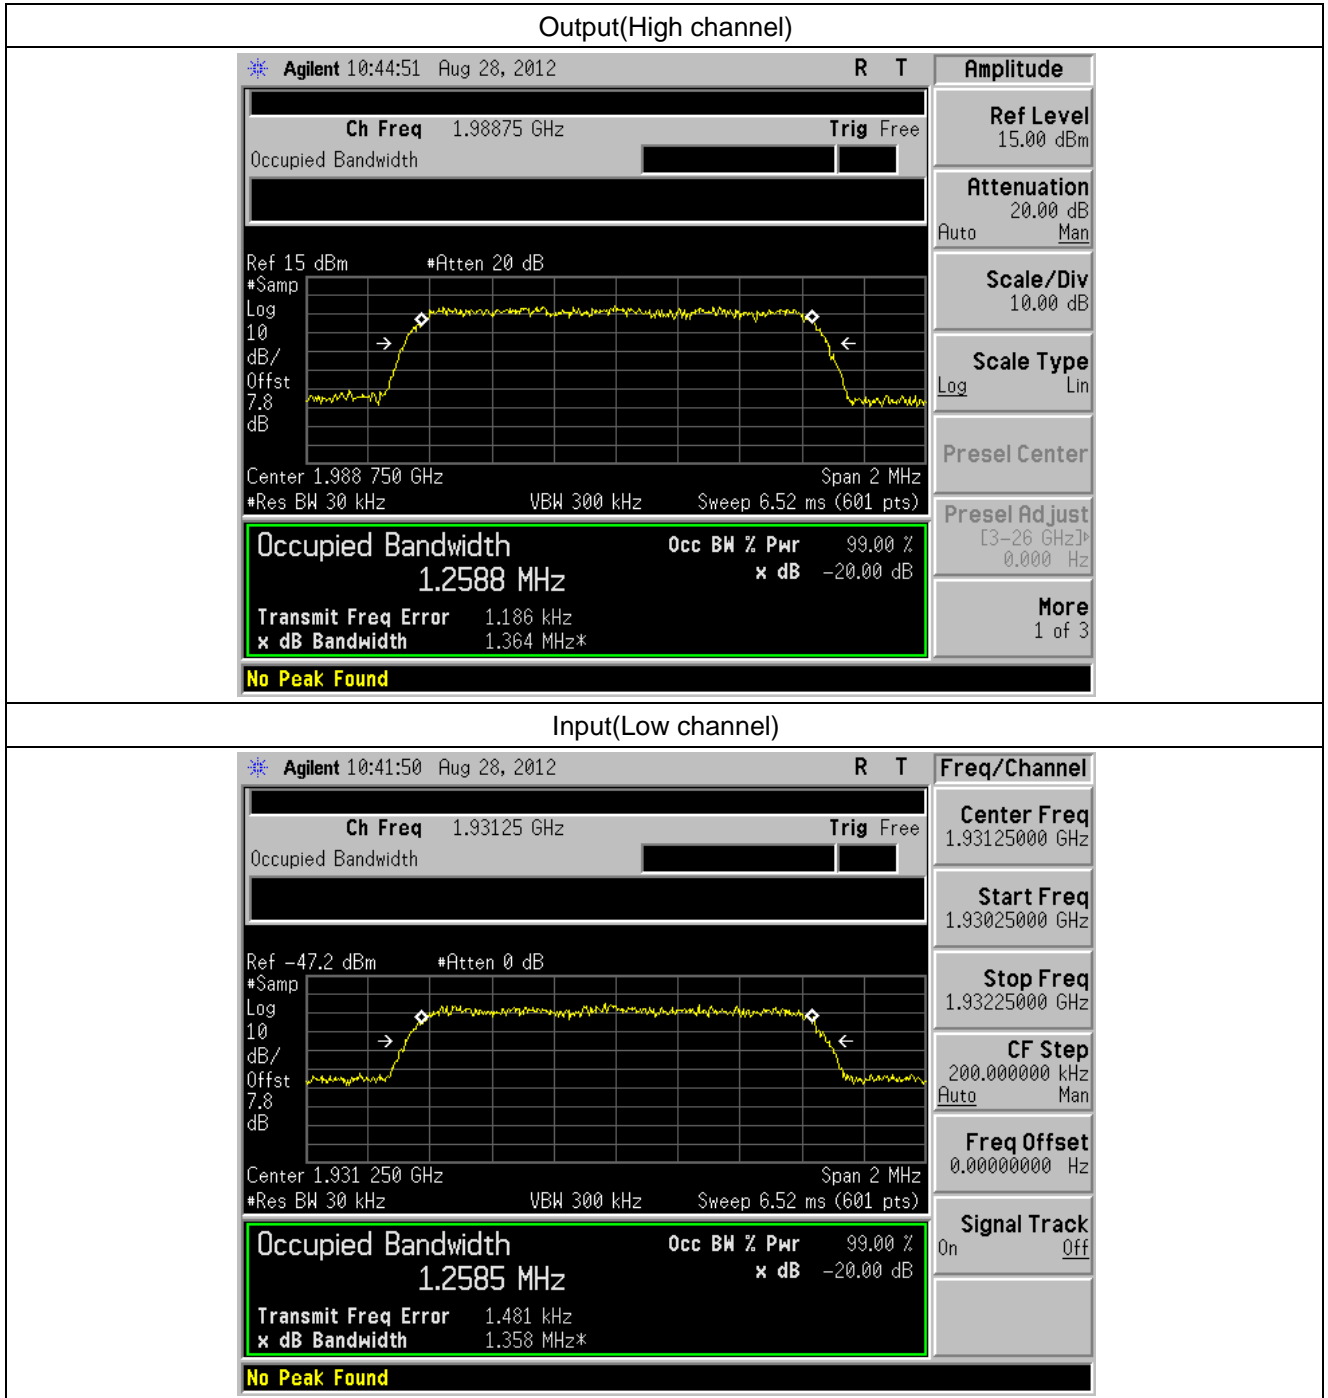 Output(High channel)
Agilent 10:44:51 Aug 28, 2012 R T
Amplitude
Ch Freq 1.98875 GHz Trig Free
Occupied Bandwidth
Ref Level
15.00 dBm
Attenuation
20.00 dB
Auto Man
Scale/Div
10.00 dB
Scale Type
Log Lin
Presel Center
Presel Adjust
[3-26 GHz]
0.000 Hz
More
1 of 3
Ref 15 dBm #Atten 20 dB
#Samp
Log
10
dB/
Offst
7.8
dB
Center 1.988 750 GHz Span 2 MHz
#Res BW 30 kHz VBW 300 kHz Sweep 6.52 ms (601 pts)
Occupied Bandwidth Occ BW % Pwr 99.00 %
1.2588 MHz x dB -20.00 dB
Transmit Freq Error 1.186 kHz
x dB Bandwidth 1.364 MHz*
No Peak Found
Input(Low channel)
Agilent 10:41:50 Aug 28, 2012 R T
Freq/Channel
Ch Freq 1.93125 GHz Trig Free
Occupied Bandwidth
Center Freq
1.93125000 GHz
Start Freq
1.93025000 GHz
Stop Freq
1.93225000 GHz
CF Step
200.000000 kHz
Auto Man
Freq Offset
0.00000000 Hz
Signal Track
On Off
Ref -47.2 dBm #Atten 0 dB
#Samp
Log
10
dB/
Offst
7.8
dB
Center 1.931 250 GHz Span 2 MHz
#Res BW 30 kHz VBW 300 kHz Sweep 6.52 ms (601 pts)
Occupied Bandwidth Occ BW % Pwr 99.00 %
1.2585 MHz x dB -20.00 dB
Transmit Freq Error 1.481 kHz
x dB Bandwidth 1.358 MHz*
No Peak Found